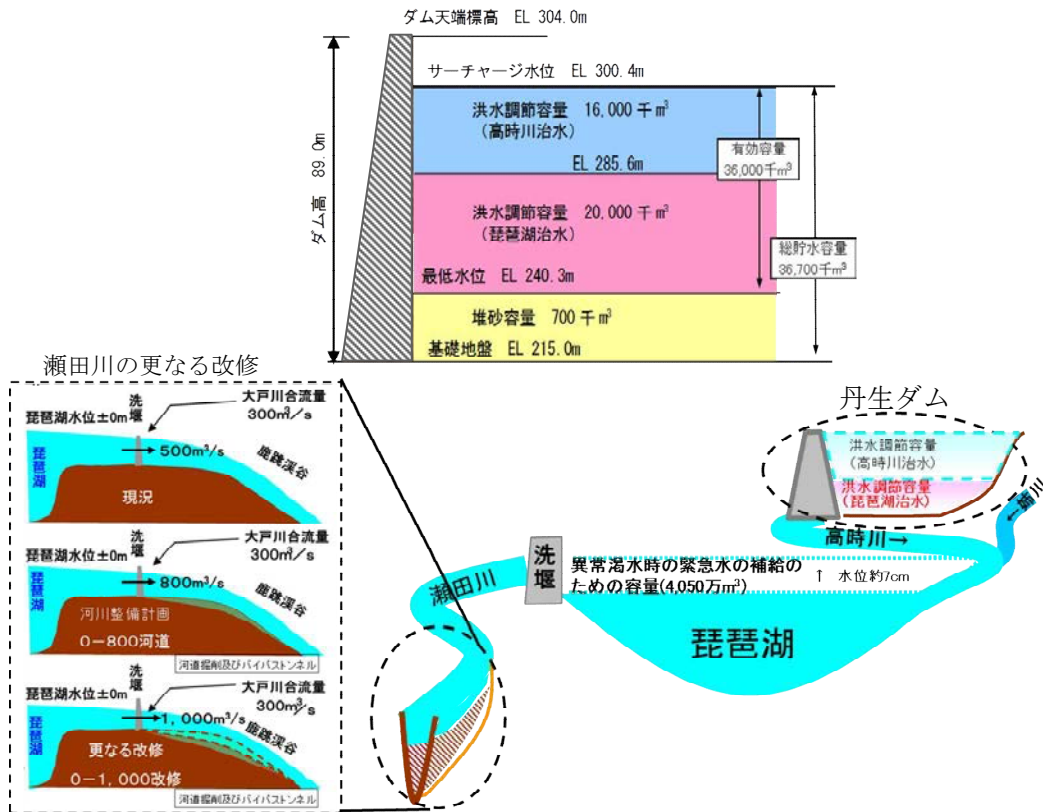 ダム天端標高 EL 304.0m
サーチャージ水位 EL 300.4m
洪水調節容量 16,000 千㎥
(高時川治水)
EL 285.6m
有効容量
36,000千㎥
ダム高 89.0m
洪水調節容量 20,000 千㎥
(琵琶湖治水)
総貯水容量
36,700千㎥
最低水位 EL 240.3m
堆砂容量 700 千㎥
基礎地盤 EL 215.0m
瀬田川の更なる改修
洗堰
大戸川合流量
300㎥/s
琵琶湖水位±0m
琵琶湖
500㎥/s
鹿跳渓谷
現況
洗堰
大戸川合流量
300㎥/s
琵琶湖水位±0m
琵琶湖
800㎥/s
鹿跳渓谷
河川整備計画
0-800河道
河道掘削及びバイパストンネル
洗堰
大戸川合流量
300㎥/s
琵琶湖水位±0m
琵琶湖
1,000㎥/s
鹿跳渓谷
更なる改修
0-1,000改修
河道掘削及びバイパストンネル
丹生ダム
洪水調節容量
(高時川治水)
洪水調節容量
(琵琶湖治水)
←姉川
高時川→
洗堰
瀬田川
異常渇水時の緊急水の補給の
ための容量(4,050万㎥)
↑ 水位約7cm
琵琶湖